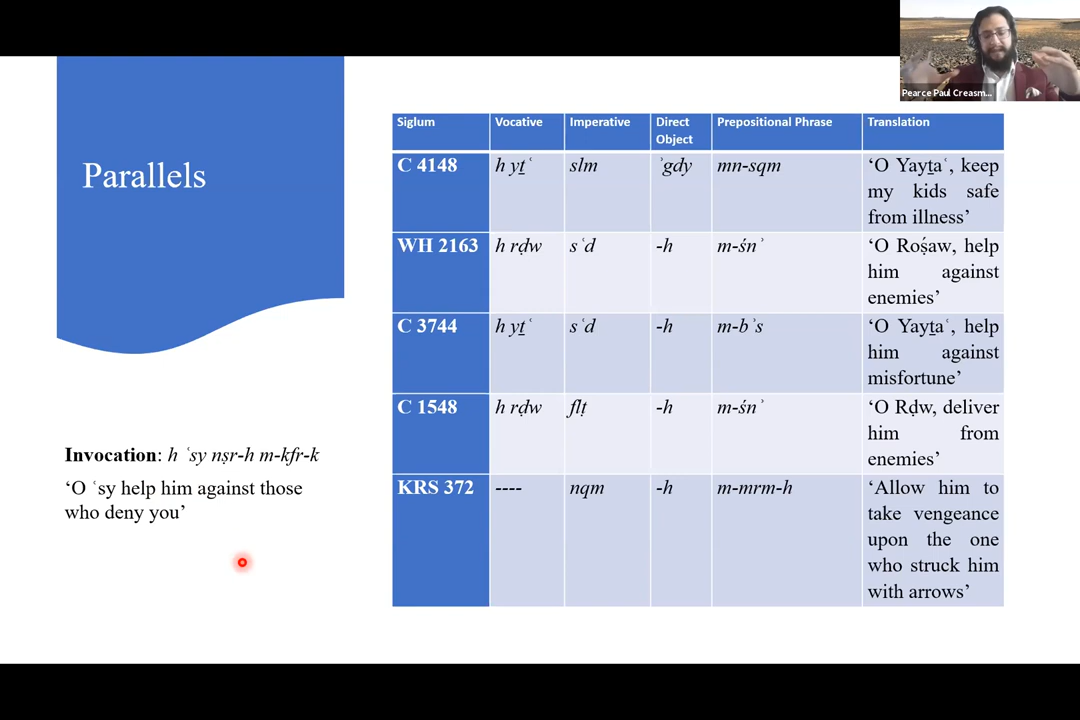 Pearce Paul Creasm...
Parallels
Invocation: h ʿsy nṣr-h m-kfr-k
‘O ʿsy help him against those
who deny you’
Siglum Vocative Imperative Direct Object Prepositional Phrase Translation
C 4148 h yṯʿ slm ʾgdy mn-sqm ‘O Yayṯaʿ, keep
my kids safe
from illness’
WH 2163 h rḍw sʿd -h m-śnʾ ‘O Roṣ́aw, help
him against
enemies’
C 3744 h yṯʿ sʿd -h m-bʾs ‘O Yayṯaʿ, help
him against
misfortune’
C 1548 h rḍw flṭ -h m-śnʾ ‘O Rḍw, deliver
him from
enemies’
KRS 372 ---- nqm -h m-mrm-h ‘Allow him to
take vengeance
upon the one
who struck him
with arrows’